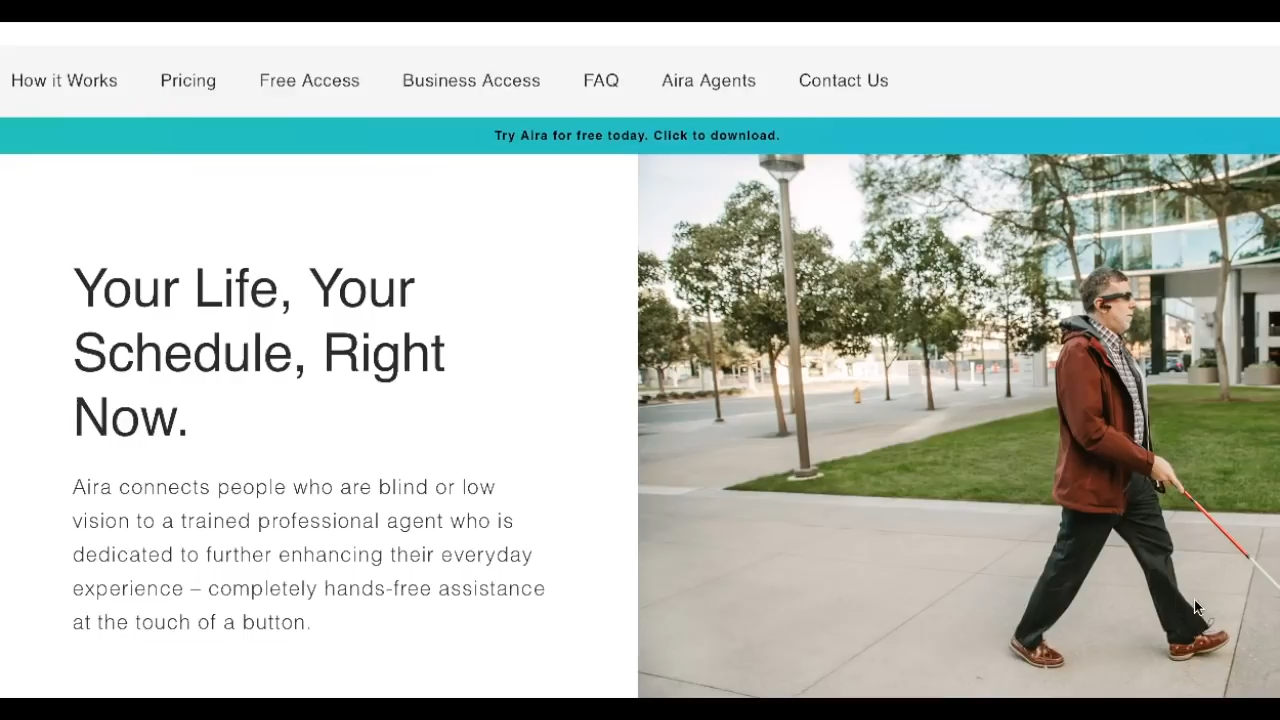 How it Works
Pricing
Free Access
Business Access
FAQ
Aira Agents
Contact Us
Try Aira for free today. Click to download.
Your Life, Your
Schedule, Right
Now.
Aira connects people who are blind or low
vision to a trained professional agent who is
dedicated to further enhancing their everyday
experience – completely hands-free assistance
at the touch of a button.